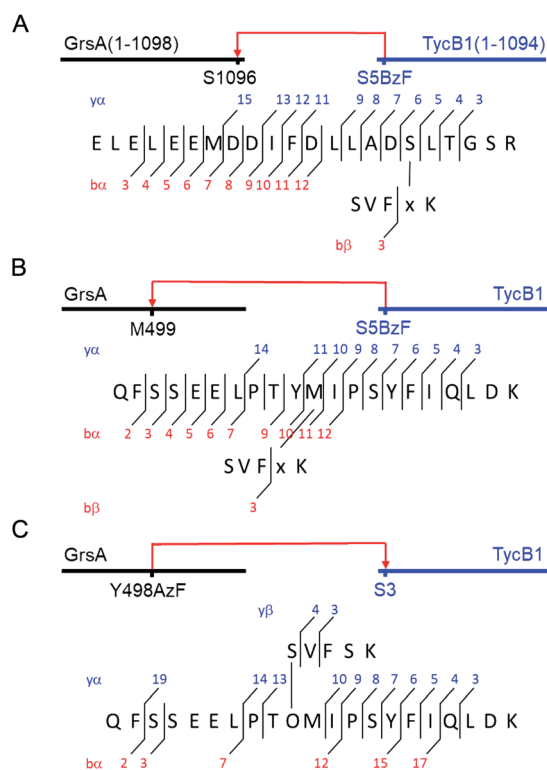 A
GrsA(1-1098) TycB1(1-1094)
S1096 S5BzF
yα 15 13 12 11 9 8 7 6 5 4 3
E L E L E E M D D I F D L L A D S L T G S R
bα 3 4 5 6 7 8 9 10 11 12
S V F x K
bβ 3
B
GrsA TycB1
M499 S5BzF
yα 14 11 10 9 8 7 6 5 4 3
Q F S S E E L P T Y M I P S Y F I Q L D K
bα 2 3 4 5 6 7 9 10 11 12
S V F x K
bβ 3
C
GrsA TycB1
Y498AzF S3
yβ 4 3
S V F S K
yα 19 14 13 10 9 8 7 6 5 4 3
Q F S S E E L P T O M I P S Y F I Q L D K
bα 2 3 7 12 15 17